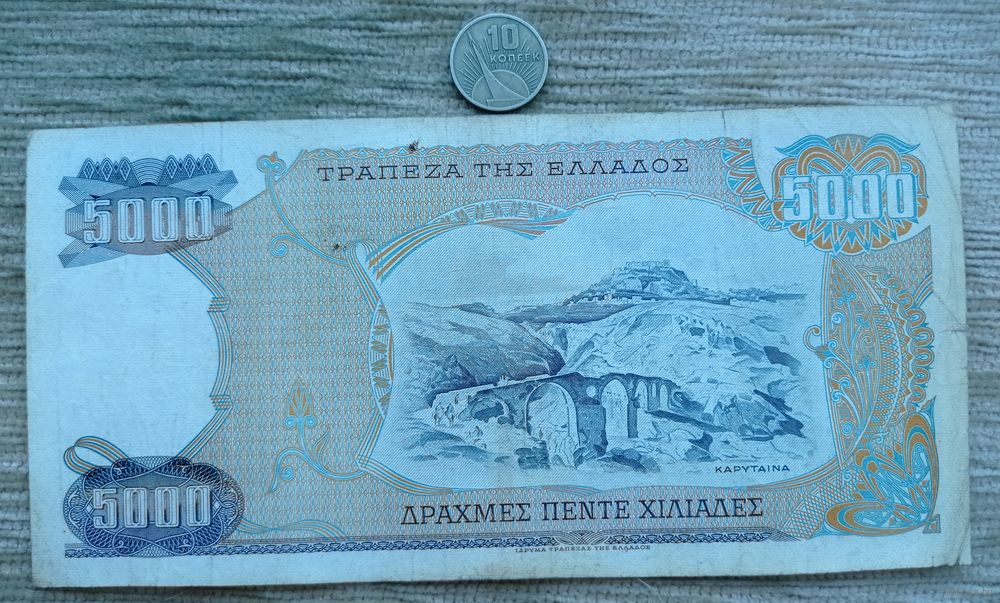 10
КОПЕЕК
ΤΡΑΠΕΖΑ ΤΗΣ ΕΛΛΑΔΟΣ
5000
5000
ΚΑΡΥΤΑΙΝΑ
5000
ΔΡΑΧΜΕΣ ΠΕΝΤΕ ΧΙΛΙΑΔΕΣ
ΙΔΡΥΜΑ ΤΡΑΠΕΖΑΣ ΤΗΣ ΕΛΛΑΔΟΣ